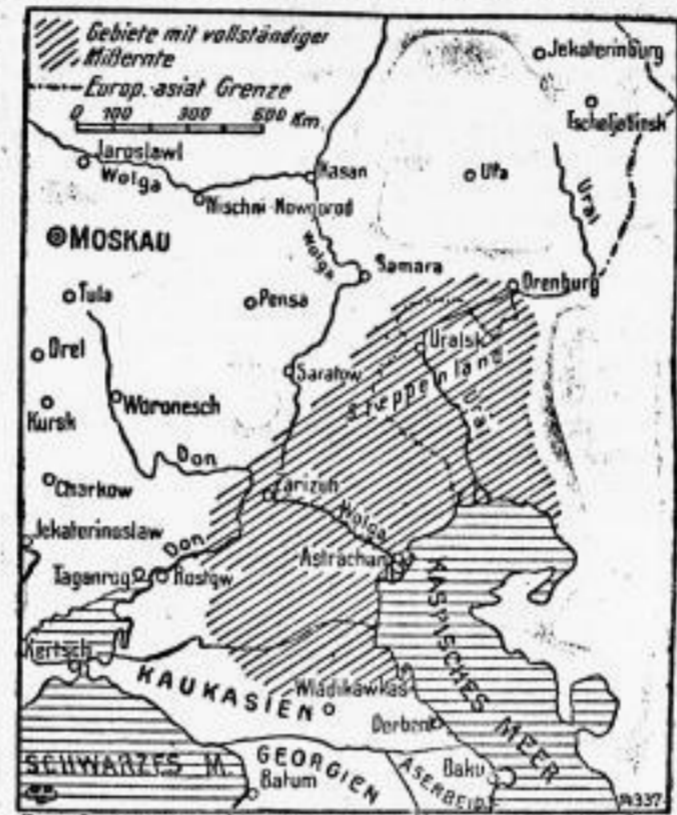 Gebiete mit vollständiger
Mißernte
Europ.-asiat Grenze
0 100 300 600 Km.
Jekaterinburg
Tscheljabinsk
Jaroslawl
Wolga
Kasan
Ufa
Ural
Nischni-Nowgorod
MOSKAU
Wolga
Samara
Orenburg
Tula
Pensa
Uralsk
Orel
Saratow
Steppenland
Ural
Kursk
Woronesch
Don
Charkow
Zarizyn
Wolga
Jekaterinoslaw
Don
Astrachan
Taganrog
Rostow
KASPISCHES MEER
Kertsch
KAUKASIEN
Wladikawkas
Derbent
SCHWARZES M.
GEORGIEN
Batum
ASERBEID
Baku